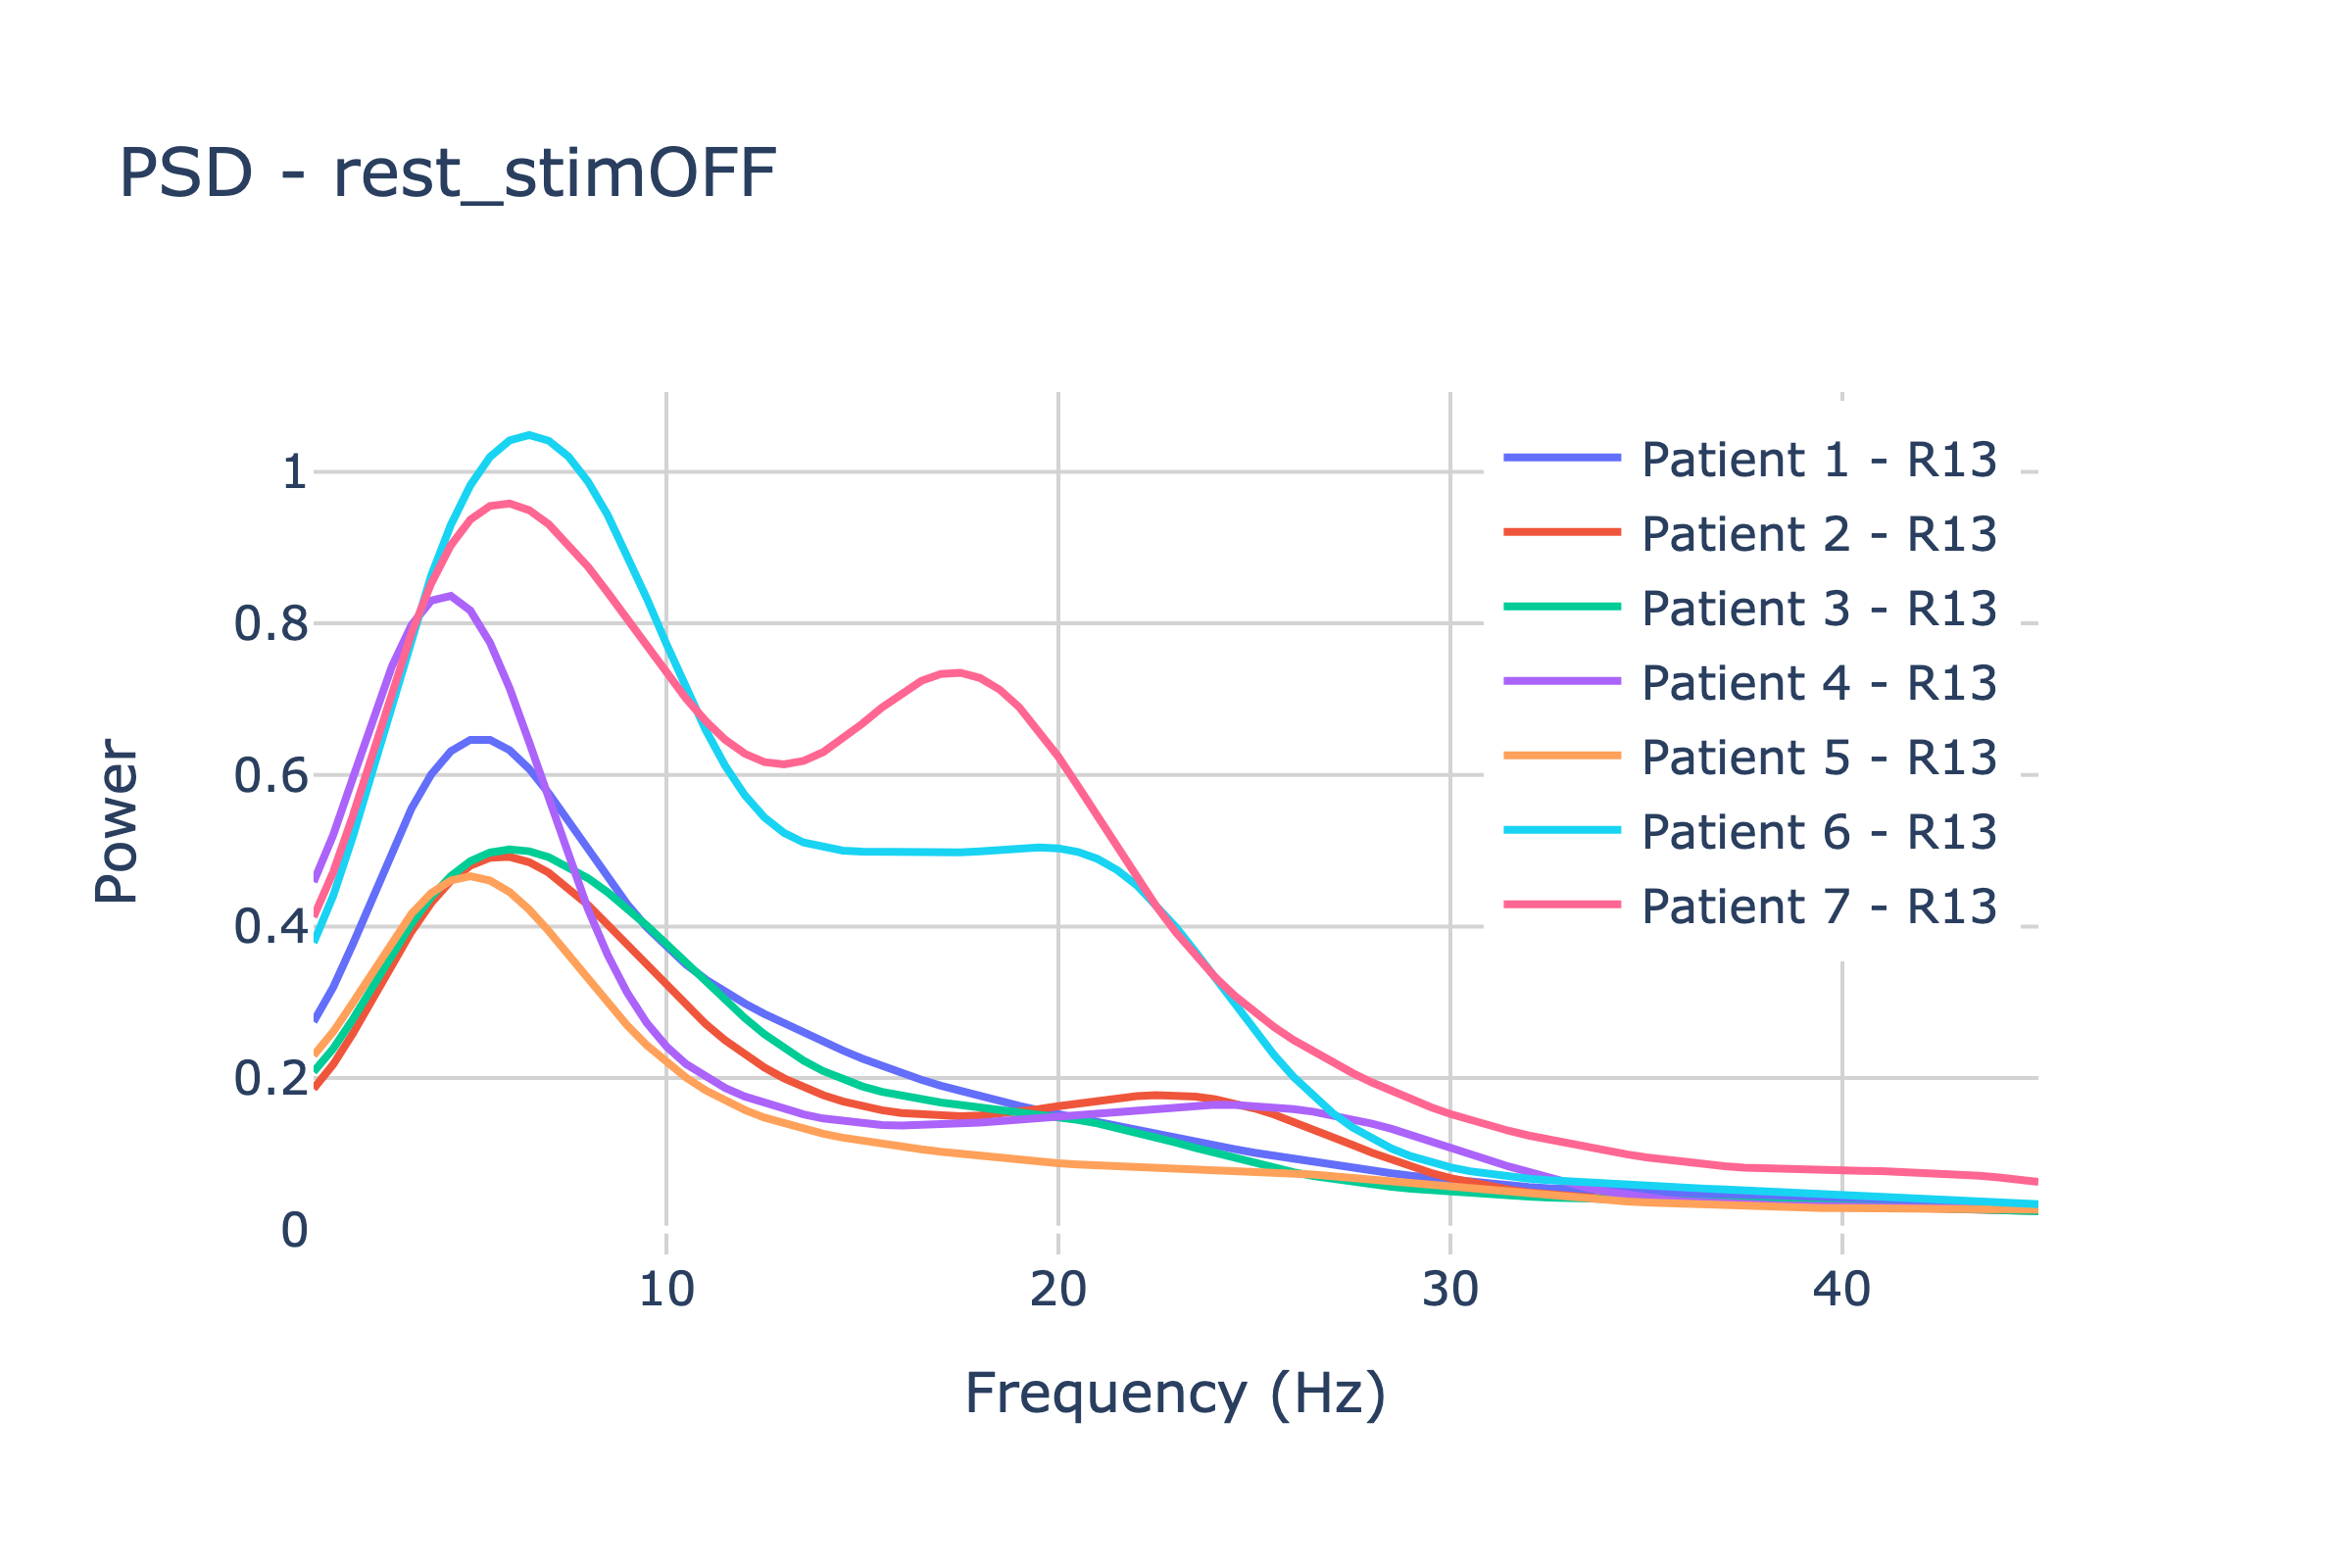 PSD - rest_stimOFF
Patient 1 - R13
Patient 2 - R13
Patient 3 - R13
Patient 4 - R13
Patient 5 - R13
Patient 6 - R13
Patient 7 - R13
Power
1
0.8
0.6
0.4
0.2
0
10 20 30 40
Frequency (Hz)